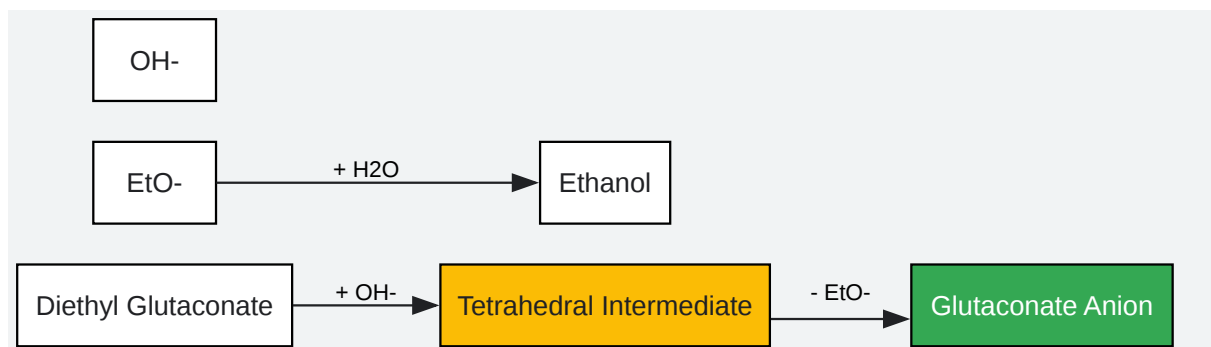 OH-
EtO-
+ H2O
Ethanol
Diethyl Glutaconate
+ OH-
Tetrahedral Intermediate
- EtO-
Glutaconate Anion